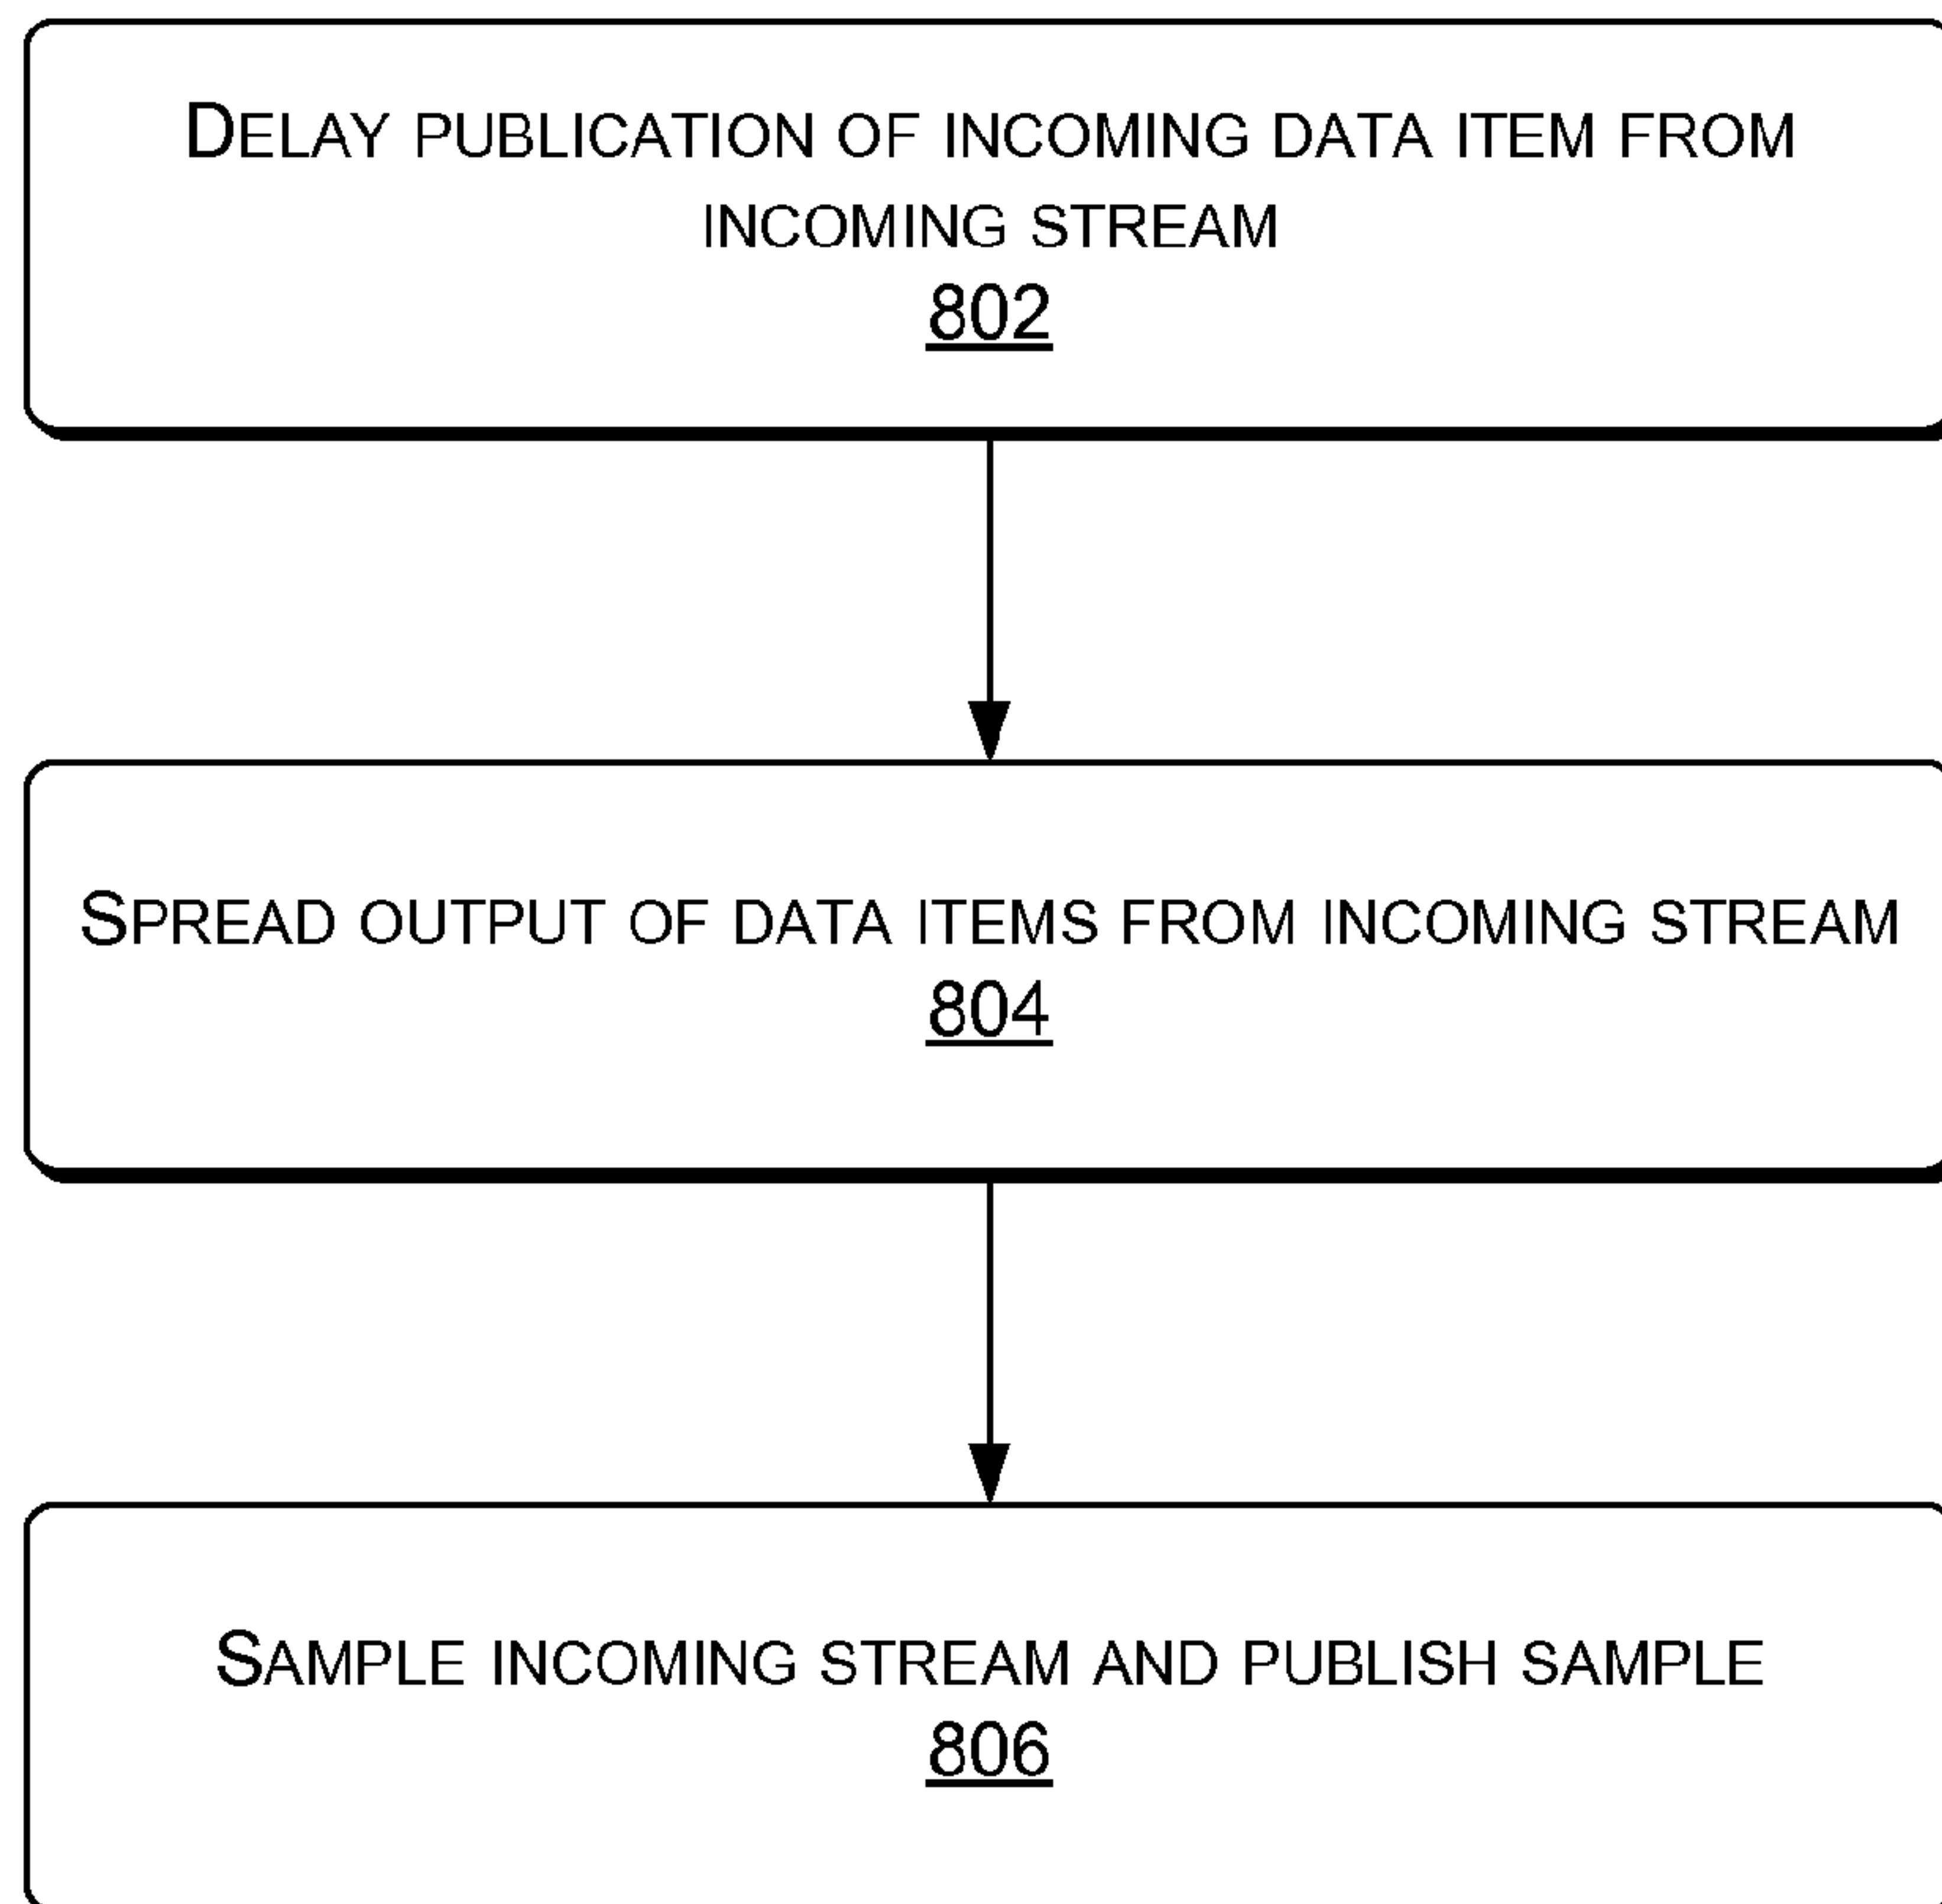 DELAY PUBLICATION OF INCOMING DATA ITEM FROM
INCOMING STREAM
802
SPREAD OUTPUT OF DATA ITEMS FROM INCOMING STREAM
804
SAMPLE INCOMING STREAM AND PUBLISH SAMPLE
806